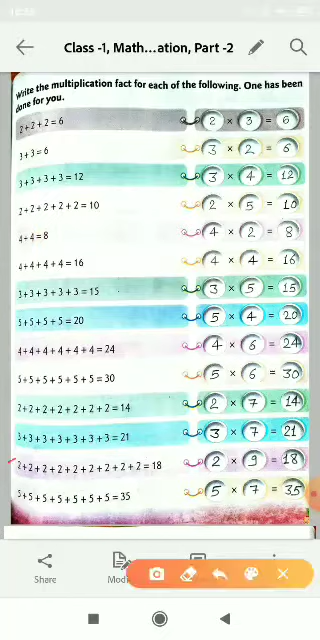 Class -1, Math...ation, Part -2
Write the multiplication fact for each of the following. One has been
done for you.
2 + 2 + 2 = 6 2 × 3 = 6
3 + 3 = 6 3 × 2 = 6
3 + 3 + 3 + 3 = 12 3 × 4 = 12
2 + 2 + 2 + 2 + 2 = 10 2 × 5 = 10
4 + 4 = 8 4 × 2 = 8
4 + 4 + 4 + 4 = 16 4 × 4 = 16
3 + 3 + 3 + 3 + 3 = 15 3 × 5 = 15
5 + 5 + 5 + 5 = 20 5 × 4 = 20
4 + 4 + 4 + 4 + 4 + 4 = 24 4 × 6 = 24
5 + 5 + 5 + 5 + 5 + 5 = 30 5 × 6 = 30
2 + 2 + 2 + 2 + 2 + 2 + 2 = 14 2 × 7 = 14
3 + 3 + 3 + 3 + 3 + 3 + 3 = 21 3 × 7 = 21
2 + 2 + 2 + 2 + 2 + 2 + 2 + 2 + 2 = 18 2 × 9 = 18
5 + 5 + 5 + 5 + 5 + 5 + 5 = 35 5 × 7 = 35
Share